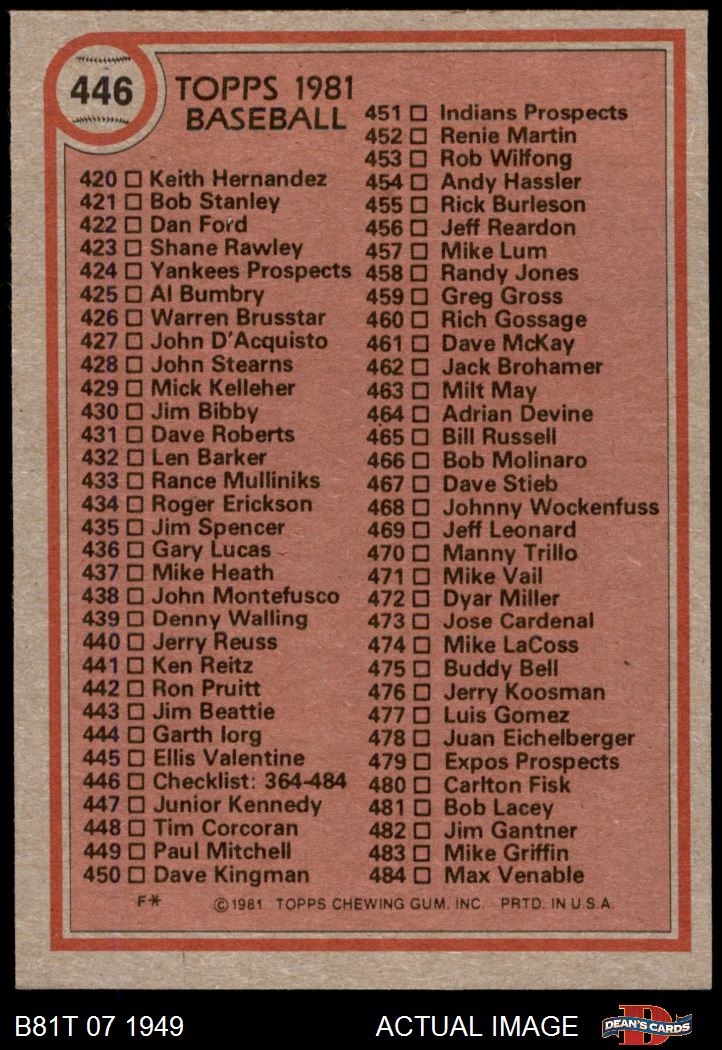 446
TOPPS 1981
BASEBALL
420 Keith Hernandez
421 Bob Stanley
422 Dan Ford
423 Shane Rawley
424 Yankees Prospects
425 Al Bumbry
426 Warren Brusstar
427 John D'Acquisto
428 John Stearns
429 Mick Kelleher
430 Jim Bibby
431 Dave Roberts
432 Len Barker
433 Rance Mulliniks
434 Roger Erickson
435 Jim Spencer
436 Gary Lucas
437 Mike Heath
438 John Montefusco
439 Denny Walling
440 Jerry Reuss
441 Ken Reitz
442 Ron Pruitt
443 Jim Beattie
444 Garth Iorg
445 Ellis Valentine
446 Checklist: 364-484
447 Junior Kennedy
448 Tim Corcoran
449 Paul Mitchell
450 Dave Kingman
451 Indians Prospects
452 Renie Martin
453 Rob Wilfong
454 Andy Hassler
455 Rick Burleson
456 Jeff Reardon
457 Mike Lum
458 Randy Jones
459 Greg Gross
460 Rich Gossage
461 Dave McKay
462 Jack Brohamer
463 Milt May
464 Adrian Devine
465 Bill Russell
466 Bob Molinaro
467 Dave Stieb
468 Johnny Wockenfuss
469 Jeff Leonard
470 Manny Trillo
471 Mike Vail
472 Dyar Miller
473 Jose Cardenal
474 Mike LaCoss
475 Buddy Bell
476 Jerry Koosman
477 Luis Gomez
478 Juan Eichelberger
479 Expos Prospects
480 Carlton Fisk
481 Bob Lacey
482 Jim Gantner
483 Mike Griffin
484 Max Venable
F* ©1981 TOPPS CHEWING GUM, INC. PRTD. IN U.S.A.
B81T 07 1949 ACTUAL IMAGE DEAN'S CARDS